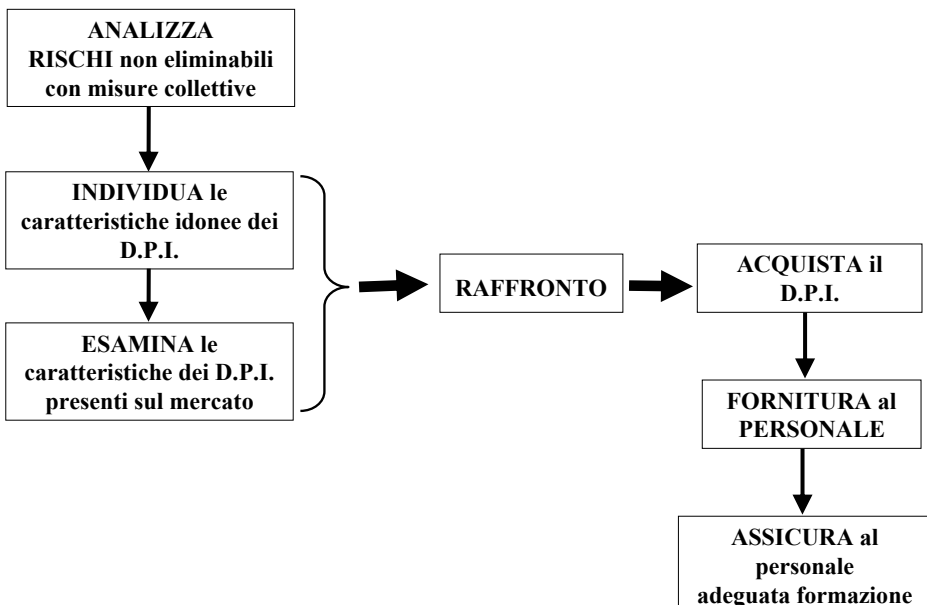 ANALIZZA
RISCHI non eliminabili
con misure collettive
INDIVIDUA le
caratteristiche idonee dei
D.P.I.
ESAMINA le
caratteristiche dei D.P.I.
presenti sul mercato
RAFFRONTO
ACQUISTA il
D.P.I.
FORNITURA al
PERSONALE
ASSICURA al
personale
adeguata formazione